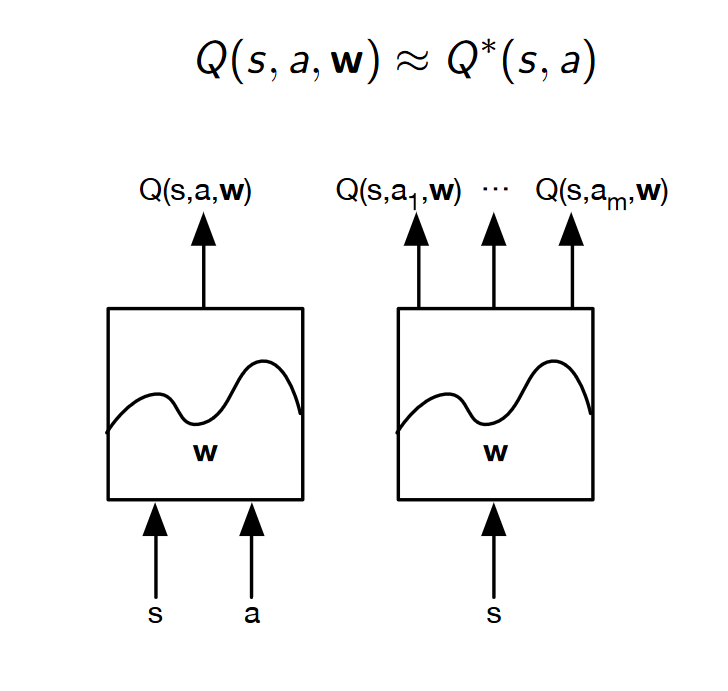 Q(s, a, w) ≈ Q*(s, a)
Q(s,a,w) Q(s,a₁,w) ··· Q(s,aₘ,w)
w w
s a s